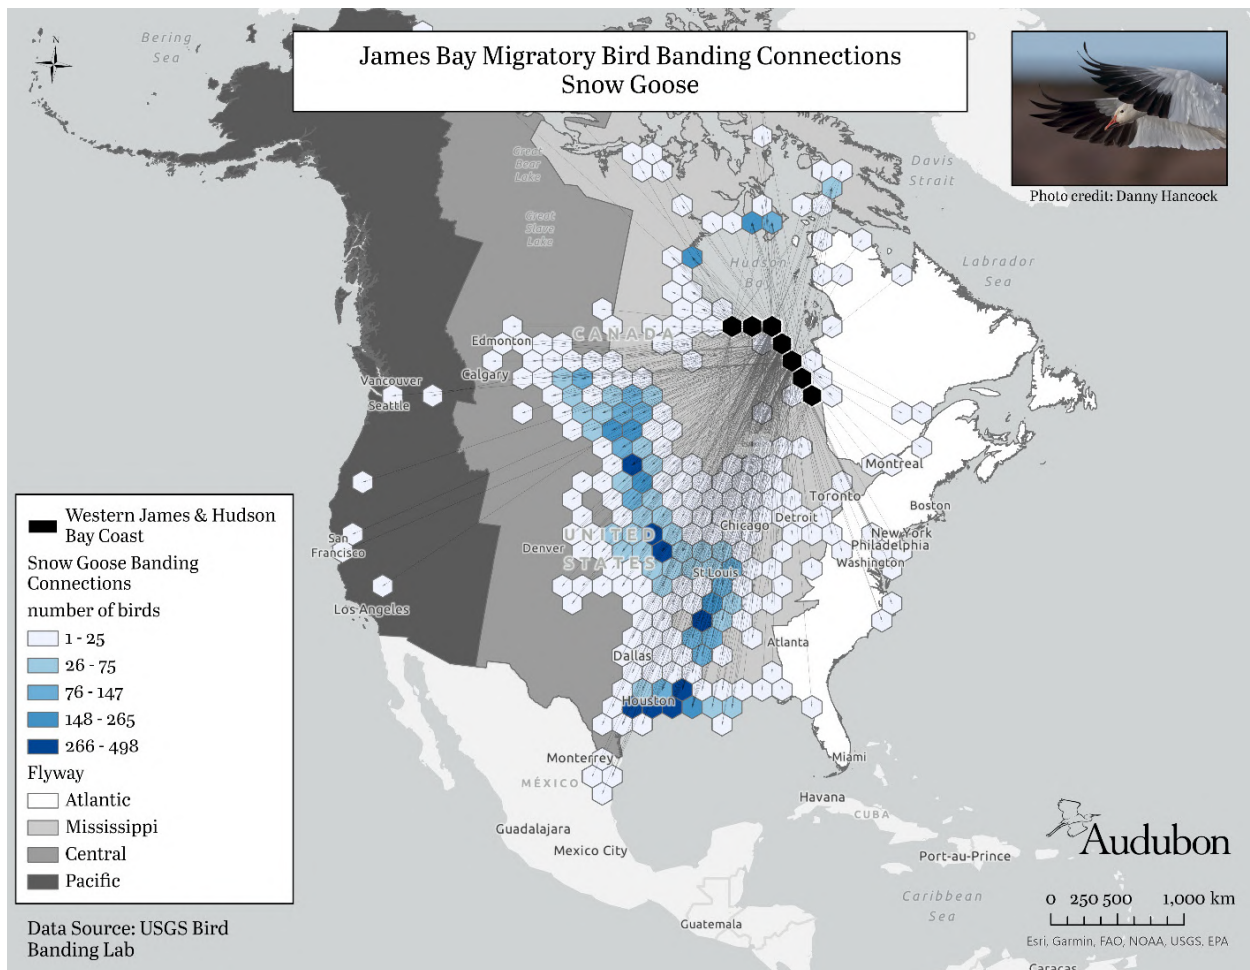 James Bay Migratory Bird Banding Connections
Snow Goose
N
Bering
Sea
Photo credit: Danny Hancock
Great
Bear
Lake
Great
Slave
Lake
Davis
Strait
Hudson
Bay
Labrador
Sea
CANADA
Edmonton
Calgary
Vancouver
Seattle
Montreal
Toronto
Boston
Chicago
Detroit
New York
Philadelphia
Washington
San
Francisco
Denver
UNITED
STATES
St Louis
Los Angeles
Atlanta
Dallas
Houston
Monterrey
MÉXICO
Miami
Havana
CUBA
Guadalajara
Mexico City
Port-au-Prince
Caribbean
Sea
Guatemala
Caracas
Western James & Hudson
Bay Coast
Snow Goose Banding
Connections
number of birds
1 - 25
26 - 75
76 - 147
148 - 265
266 - 498
Flyway
Atlantic
Mississippi
Central
Pacific
Data Source: USGS Bird
Banding Lab
Audubon
0 250 500 1,000 km
Esri, Garmin, FAO, NOAA, USGS, EPA